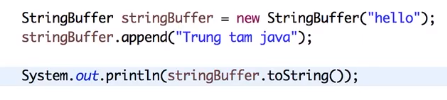 StringBuffer stringBuffer = new StringBuffer("hello");
stringBuffer.append("Trung tam java");
System.out.println(stringBuffer.toString());